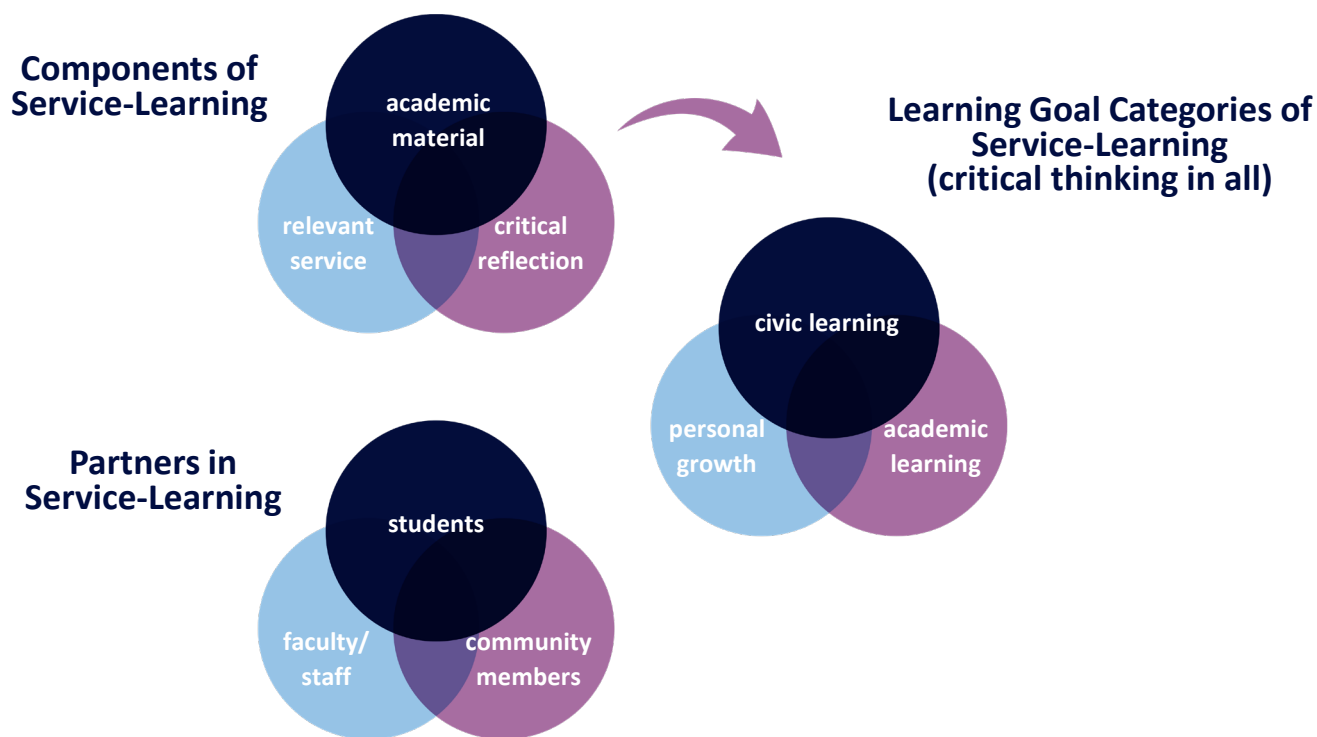 Components of
Service-Learning
academic
material
relevant
service
critical
reflection
Learning Goal Categories of
Service-Learning
(critical thinking in all)
civic learning
personal
growth
academic
learning
Partners in
Service-Learning
students
faculty/
staff
community
members